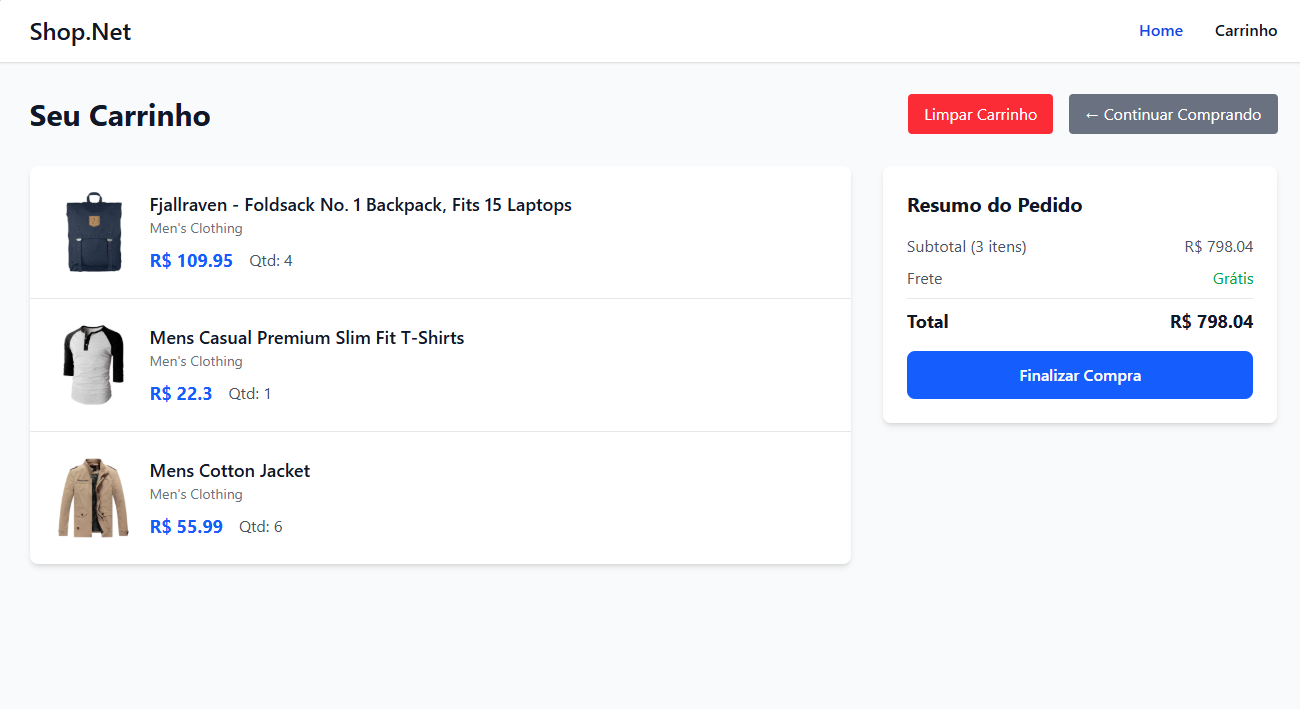 Shop.Net
Home
Carrinho
Seu Carrinho
Limpar Carrinho
← Continuar Comprando
Fjallraven - Foldsack No. 1 Backpack, Fits 15 Laptops
Men's Clothing
R$ 109.95 Qtd: 4
Mens Casual Premium Slim Fit T-Shirts
Men's Clothing
R$ 22.3 Qtd: 1
Mens Cotton Jacket
Men's Clothing
R$ 55.99 Qtd: 6
Resumo do Pedido
Subtotal (3 itens) R$ 798.04
Frete Grátis
Total R$ 798.04
Finalizar Compra